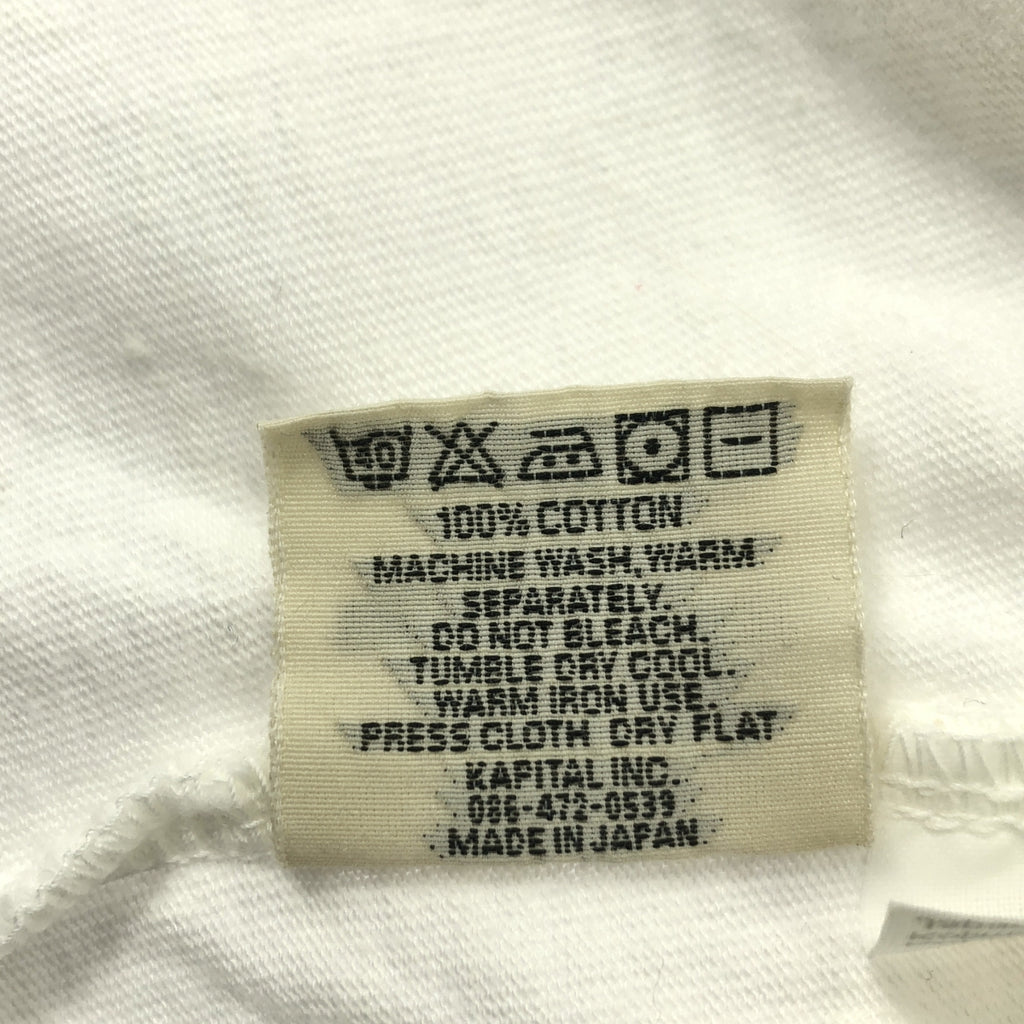 40
100% COTTON.
MACHINE WASH, WARM
SEPARATELY.
DO NOT BLEACH.
TUMBLE DRY COOL.
WARM IRON USE.
PRESS CLOTH DRY FLAT
KAPITAL INC.
086-472-0539
MADE IN JAPAN.